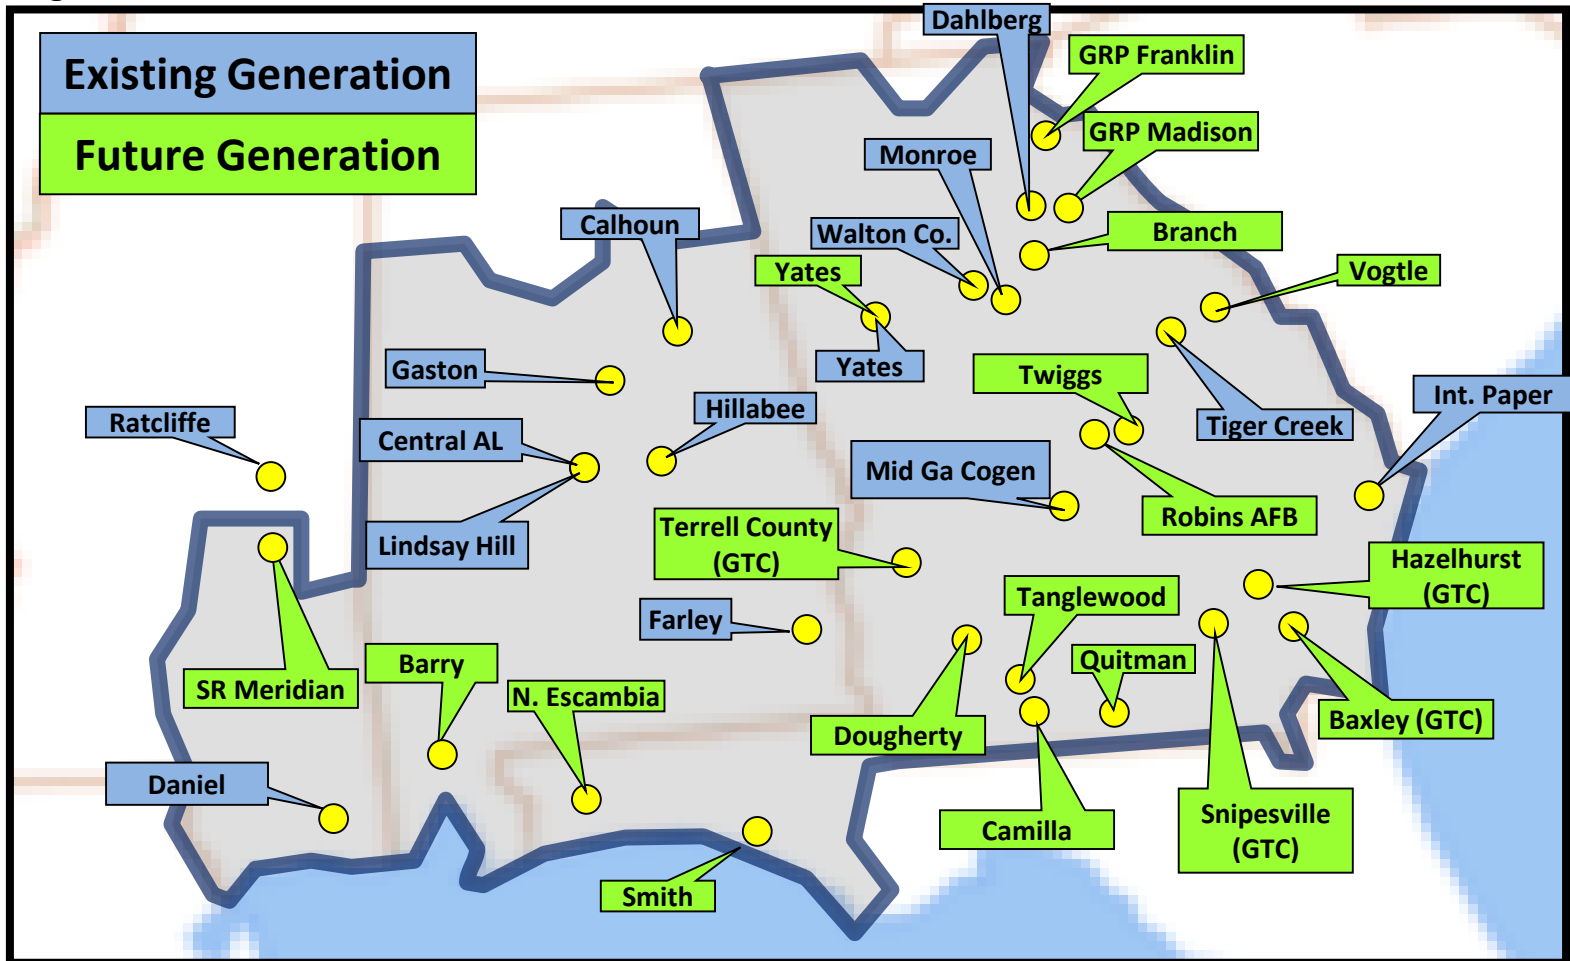 Existing Generation
Future Generation
Dahlberg
GRP Franklin
GRP Madison
Monroe
Calhoun
Walton Co.
Branch
Yates
Vogtle
Gaston
Yates
Twiggs
Int. Paper
Ratcliffe
Hillabee
Tiger Creek
Central AL
Mid Ga Cogen
Robins AFB
Lindsay Hill
Terrell County
(GTC)
Hazelhurst
(GTC)
Tanglewood
Farley
Quitman
SR Meridian
Barry
N. Escambia
Dougherty
Baxley (GTC)
Daniel
Camilla
Snipesville
(GTC)
Smith